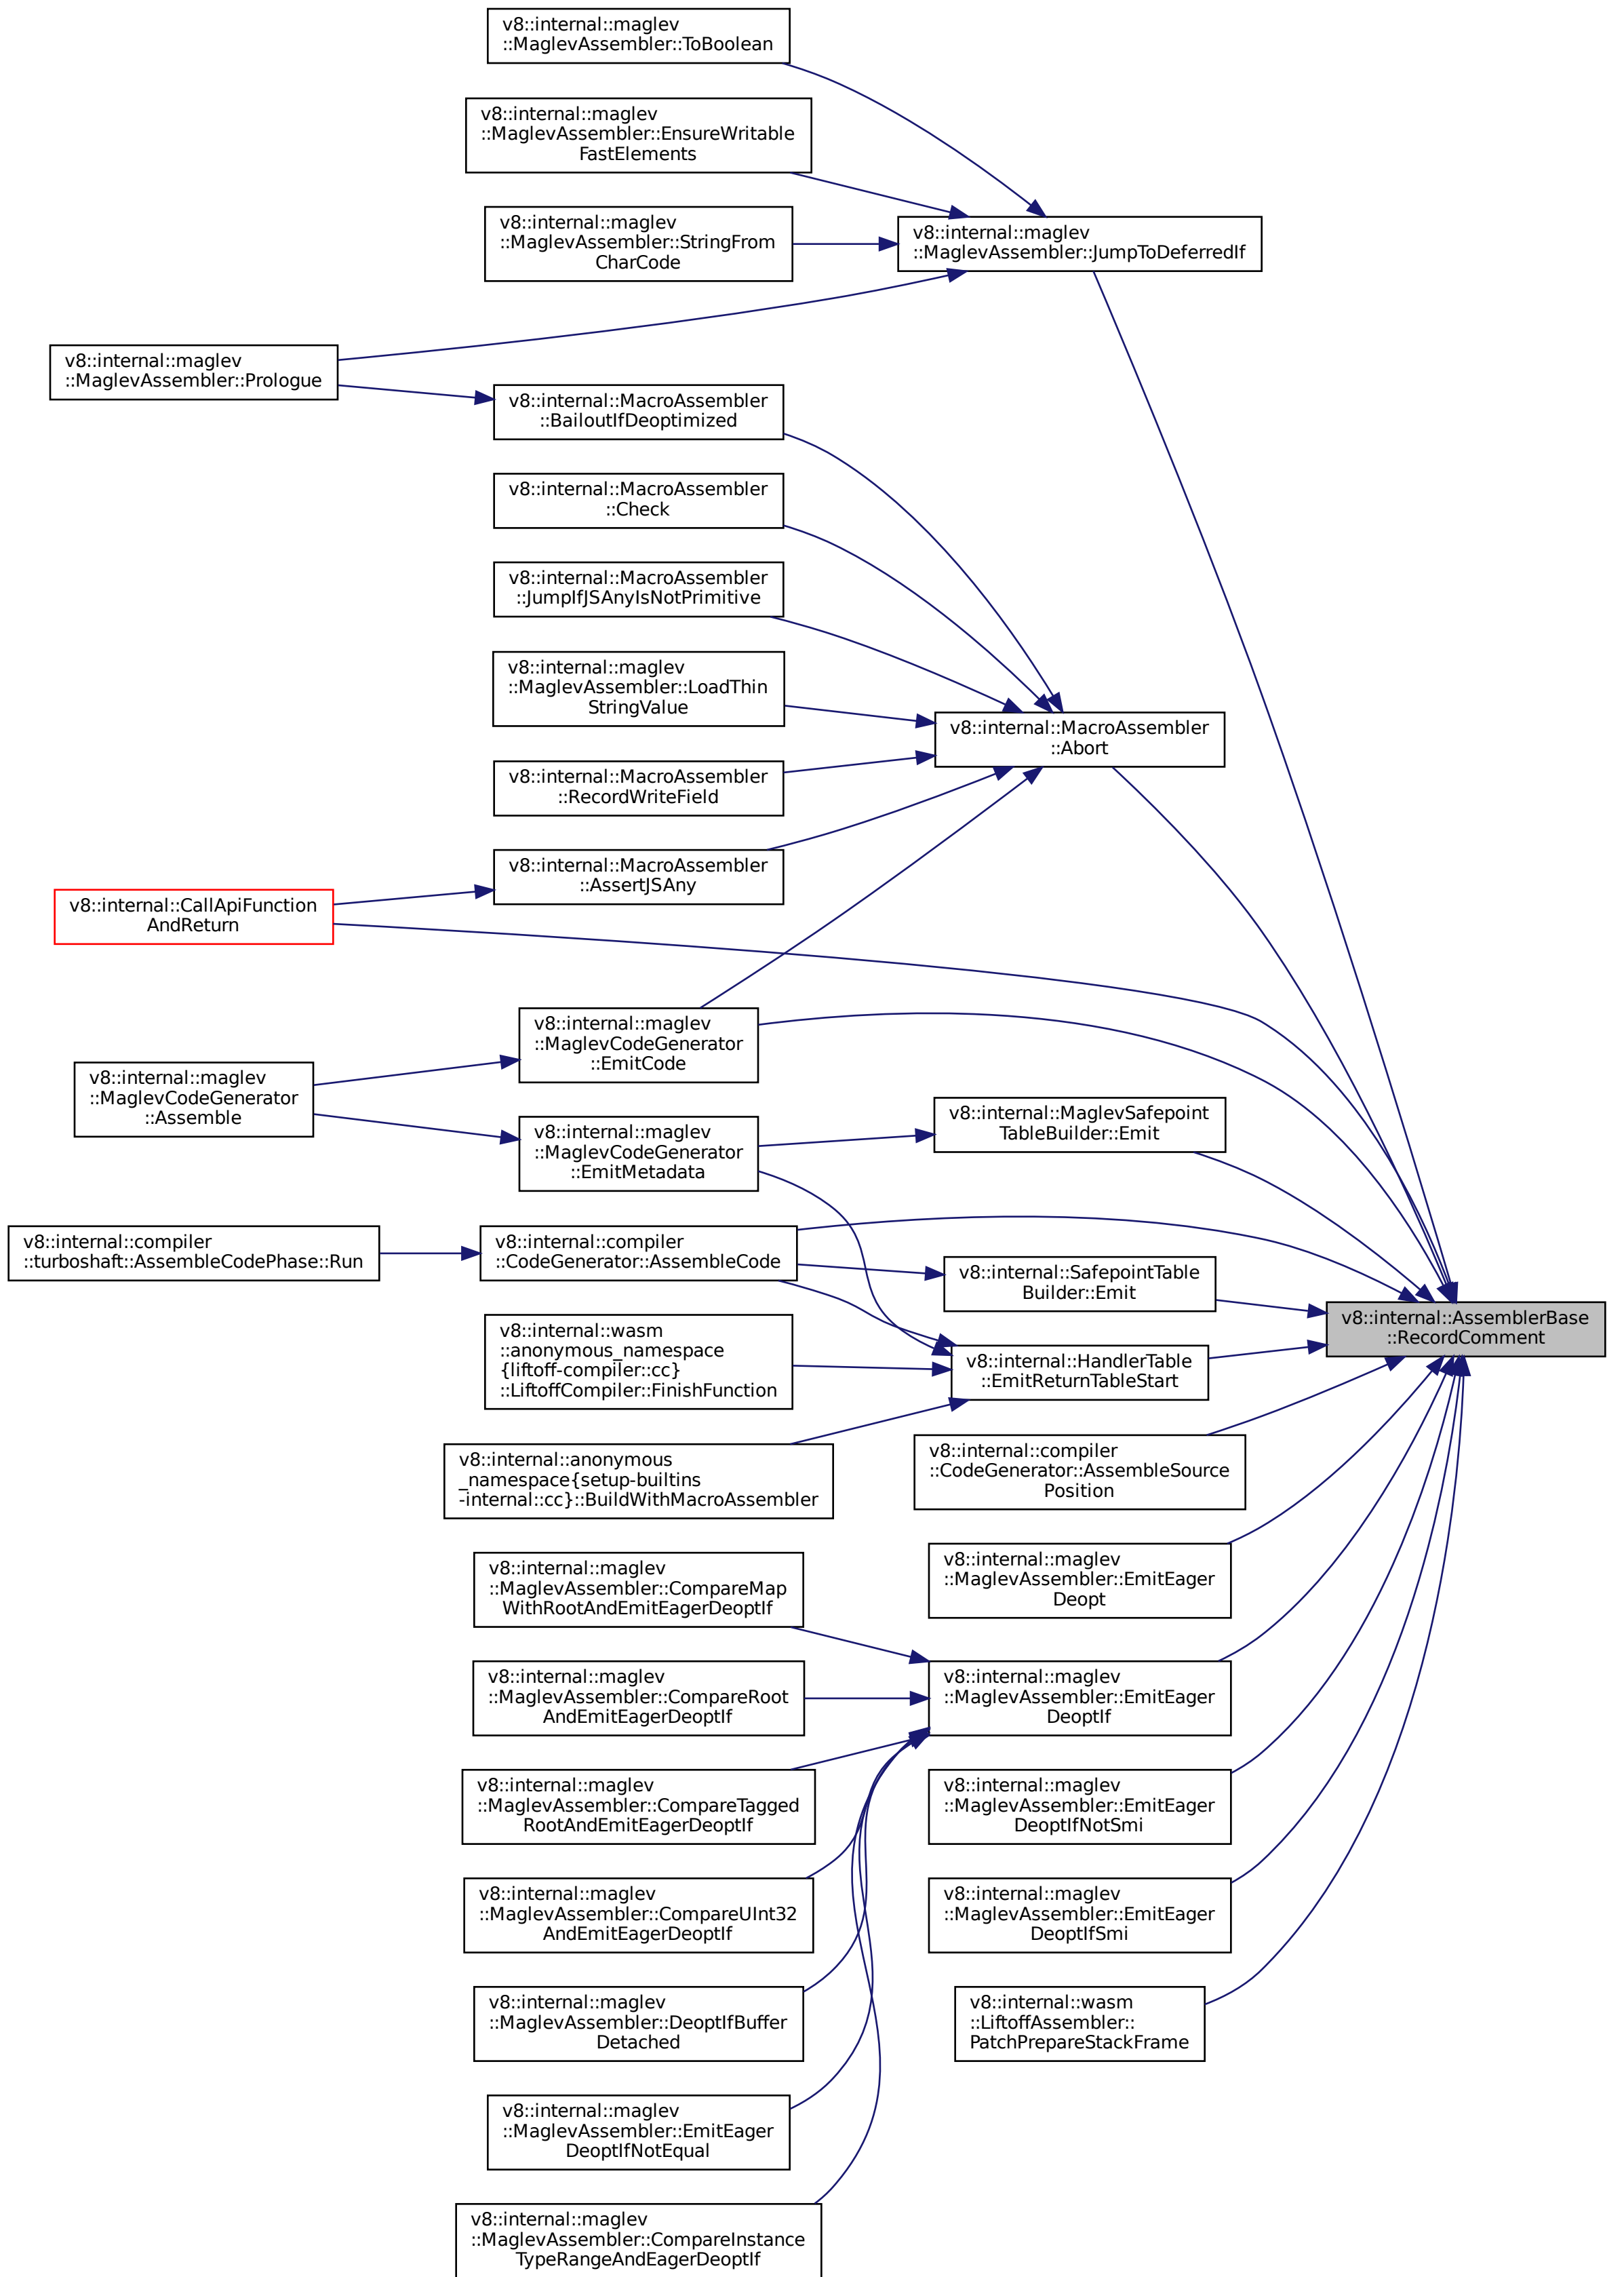 v8::internal::maglev
::MaglevAssembler::ToBoolean
v8::internal::maglev
::MaglevAssembler::EnsureWritable
FastElements
v8::internal::maglev
::MaglevAssembler::StringFrom
CharCode
v8::internal::maglev
::MaglevAssembler::JumpToDeferredIf
v8::internal::maglev
::MaglevAssembler::Prologue
v8::internal::MacroAssembler
::BailoutIfDeoptimized
v8::internal::MacroAssembler
::Check
v8::internal::MacroAssembler
::JumpIfJSAnyIsNotPrimitive
v8::internal::maglev
::MaglevAssembler::LoadThin
StringValue
v8::internal::MacroAssembler
::Abort
v8::internal::MacroAssembler
::RecordWriteField
v8::internal::MacroAssembler
::AssertJSAny
v8::internal::CallApiFunction
AndReturn
v8::internal::maglev
::MaglevCodeGenerator
::EmitCode
v8::internal::maglev
::MaglevCodeGenerator
::Assemble
v8::internal::maglev
::MaglevCodeGenerator
::EmitMetadata
v8::internal::MaglevSafepoint
TableBuilder::Emit
v8::internal::compiler
::turboshaft::AssembleCodePhase::Run
v8::internal::compiler
::CodeGenerator::AssembleCode
v8::internal::SafepointTable
Builder::Emit
v8::internal::AssemblerBase
::RecordComment
v8::internal::wasm
::anonymous_namespace
{liftoff-compiler::cc}
::LiftoffCompiler::FinishFunction
v8::internal::HandlerTable
::EmitReturnTableStart
v8::internal::anonymous
_namespace{setup-builtins
-internal::cc}::BuildWithMacroAssembler
v8::internal::compiler
::CodeGenerator::AssembleSource
Position
v8::internal::maglev
::MaglevAssembler::EmitEager
Deopt
v8::internal::maglev
::MaglevAssembler::CompareMap
WithRootAndEmitEagerDeoptIf
v8::internal::maglev
::MaglevAssembler::CompareRoot
AndEmitEagerDeoptIf
v8::internal::maglev
::MaglevAssembler::EmitEager
DeoptIf
v8::internal::maglev
::MaglevAssembler::CompareTagged
RootAndEmitEagerDeoptIf
v8::internal::maglev
::MaglevAssembler::EmitEager
DeoptIfNotSmi
v8::internal::maglev
::MaglevAssembler::CompareUInt32
AndEmitEagerDeoptIf
v8::internal::maglev
::MaglevAssembler::EmitEager
DeoptIfSmi
v8::internal::maglev
::MaglevAssembler::DeoptIfBuffer
Detached
v8::internal::wasm
::LiftoffAssembler::
PatchPrepareStackFrame
v8::internal::maglev
::MaglevAssembler::EmitEager
DeoptIfNotEqual
v8::internal::maglev
::MaglevAssembler::CompareInstance
TypeRangeAndEagerDeoptIf